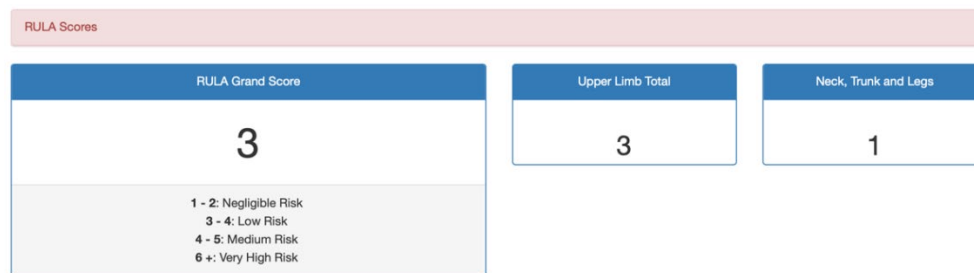 RULA Scores
RULA Grand Score
3
1 - 2: Negligible Risk
3 - 4: Low Risk
4 - 5: Medium Risk
6 +: Very High Risk
Upper Limb Total
3
Neck, Trunk and Legs
1